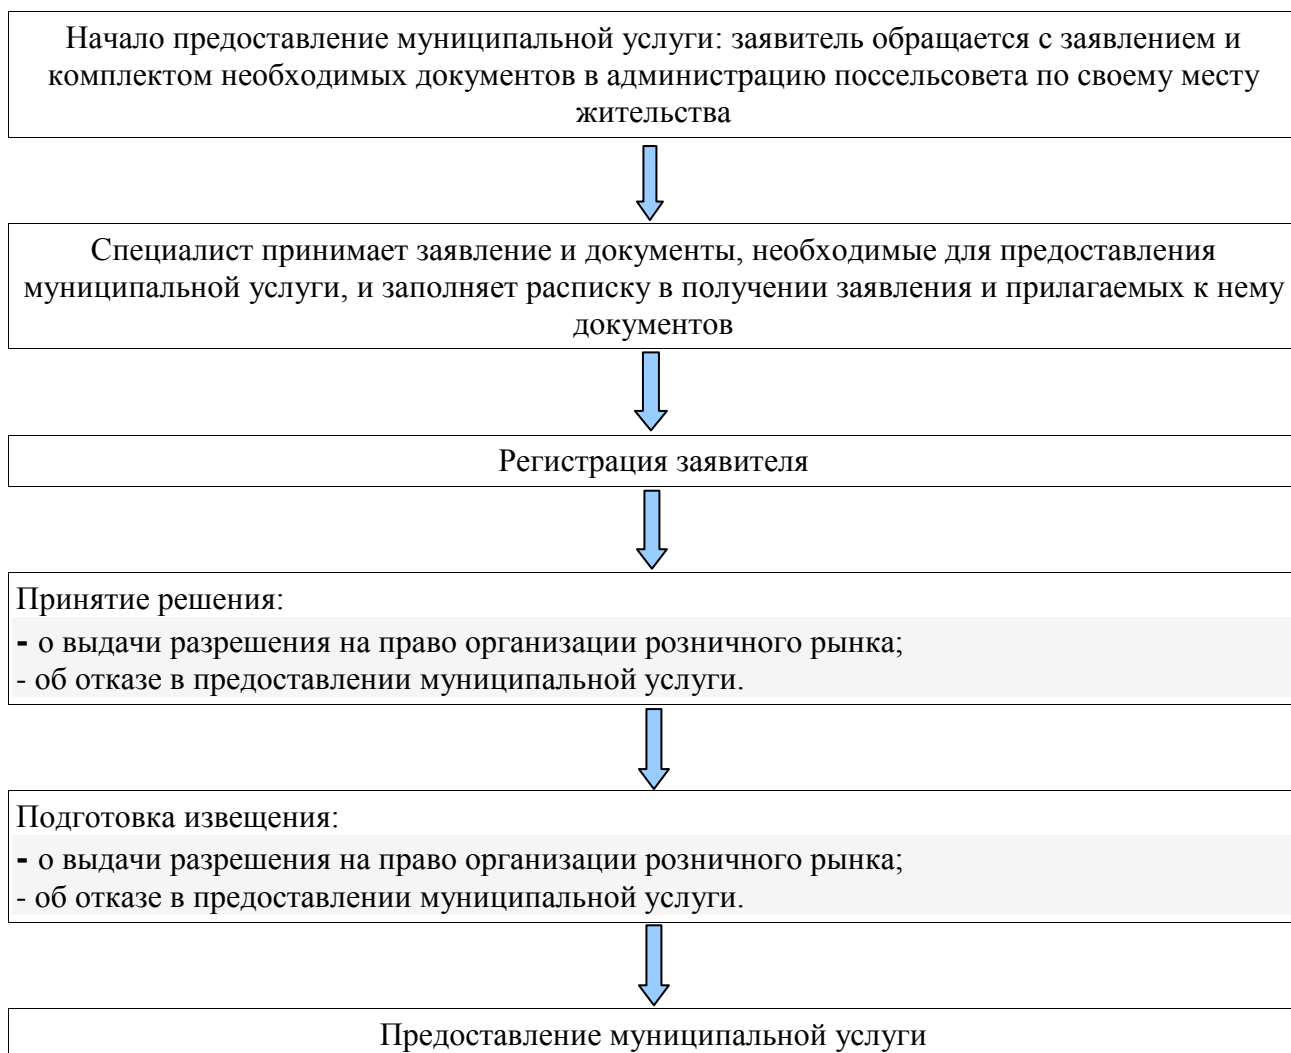 Начало предоставление муниципальной услуги: заявитель обращается с заявлением и
комплектом необходимых документов в администрацию поссельсовета по своему месту
жительства
Специалист принимает заявление и документы, необходимые для предоставления
муниципальной услуги, и заполняет расписку в получении заявления и прилагаемых к нему
документов
Регистрация заявителя
Принятие решения:
- о выдачи разрешения на право организации розничного рынка;
- об отказе в предоставлении муниципальной услуги.
Подготовка извещения:
- о выдачи разрешения на право организации розничного рынка;
- об отказе в предоставлении муниципальной услуги.
Предоставление муниципальной услуги